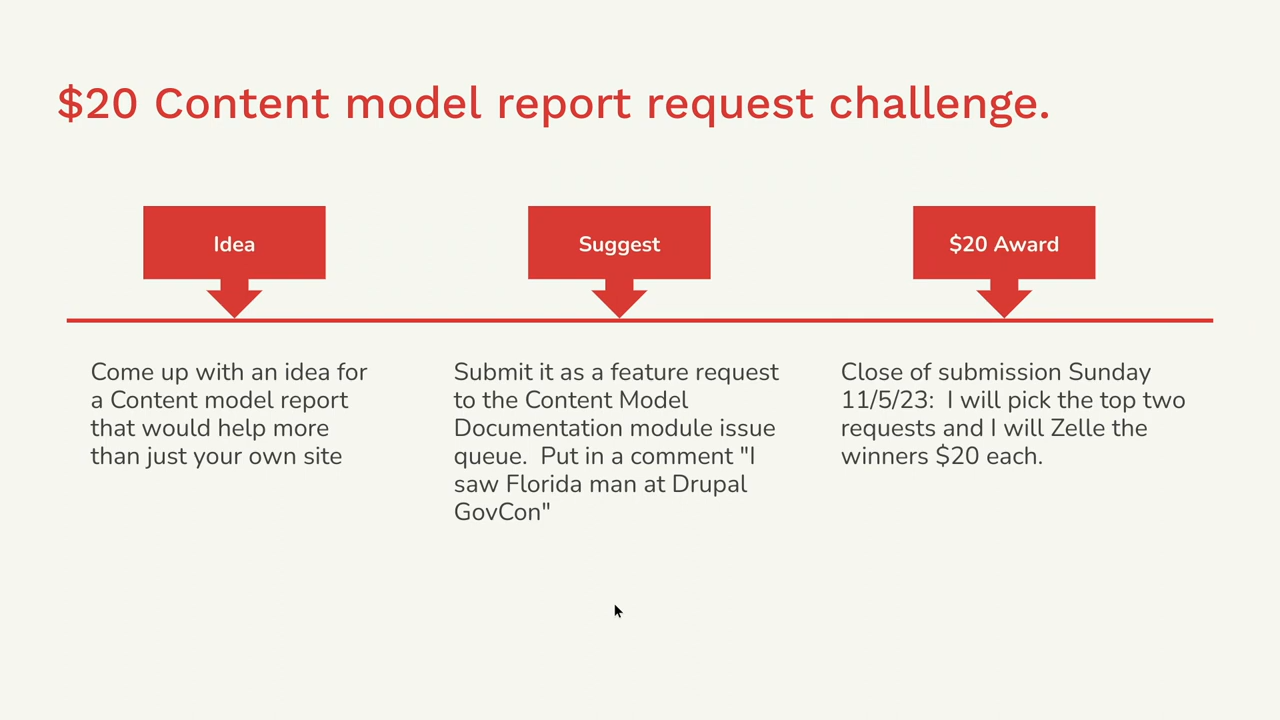 $20 Content model report request challenge.
Idea
Suggest
$20 Award
Come up with an idea for
a Content model report
that would help more
than just your own site
Submit it as a feature request
to the Content Model
Documentation module issue
queue.  Put in a comment "I
saw Florida man at Drupal
GovCon"
Close of submission Sunday
11/5/23:  I will pick the top two
requests and I will Zelle the
winners $20 each.